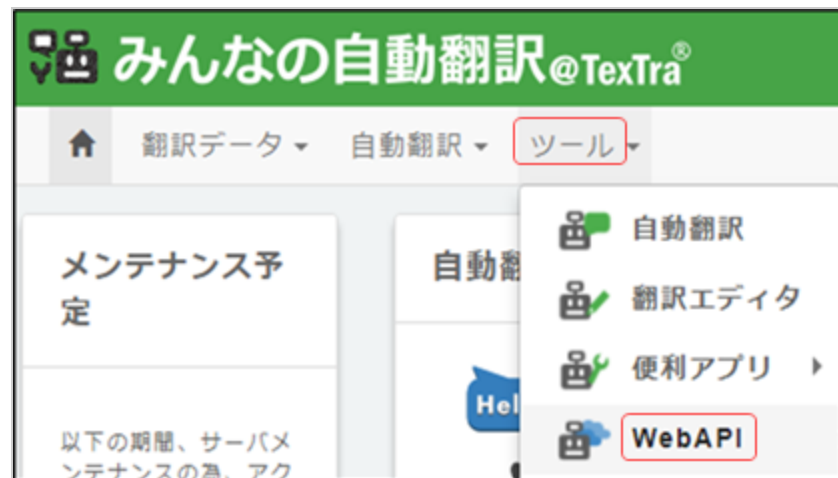 みんなの自動翻訳@TexTra®
翻訳データ
自動翻訳
ツール
自動翻訳
翻訳エディタ
便利アプリ
WebAPI
メンテナンス予
定
以下の期間、サーバメ
ンテナンスの為、アク
自動翻
Hel